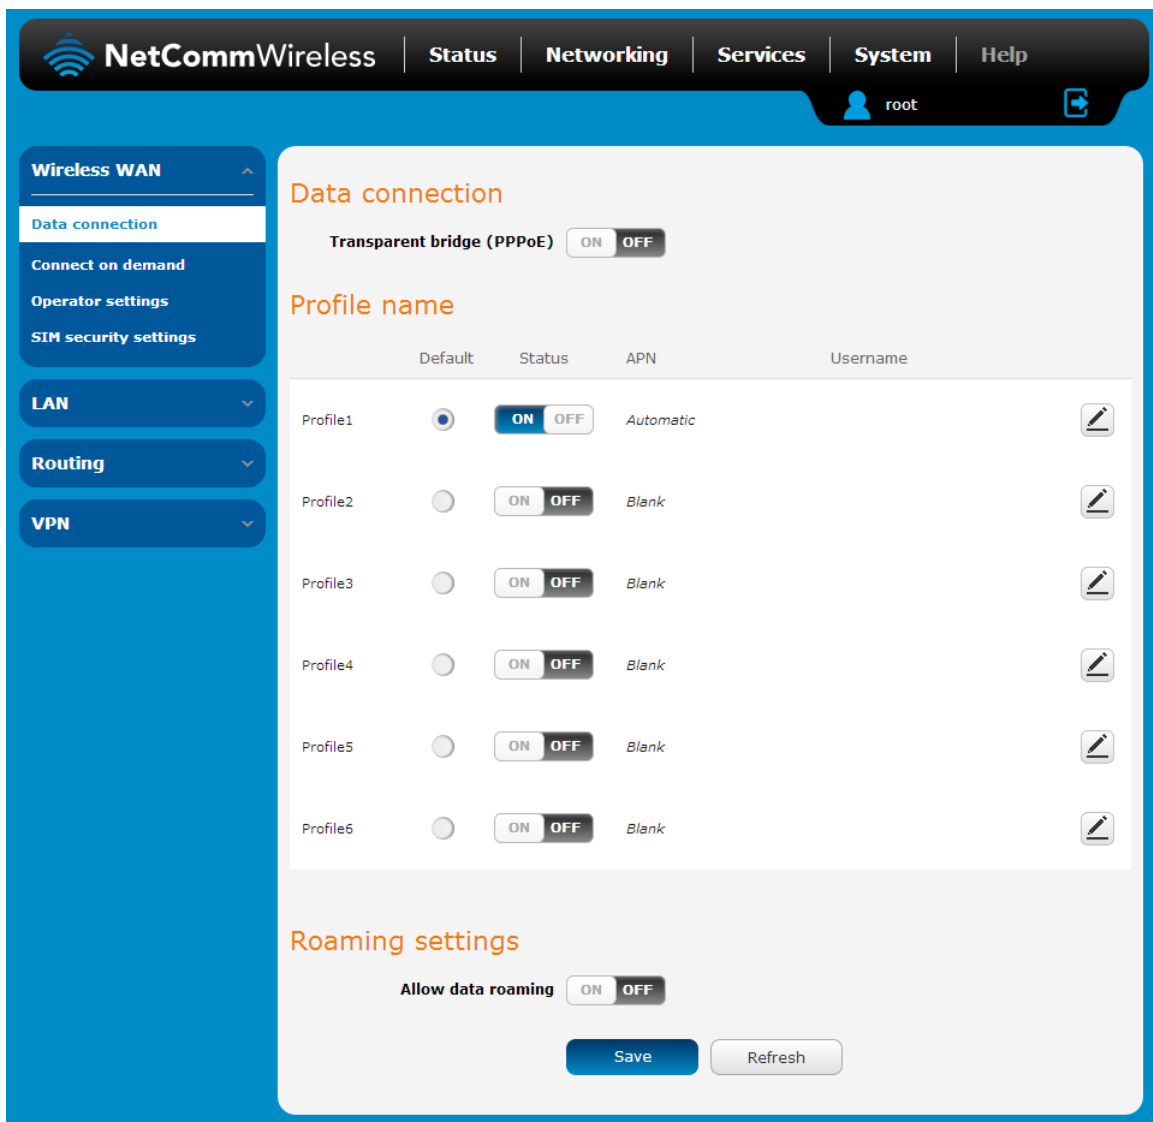 NetCommWireless Status Networking Services System Help
root
Wireless WAN
Data connection
Connect on demand
Operator settings
SIM security settings
LAN
Routing
VPN
Data connection
Transparent bridge (PPPoE) ON OFF
Profile name
Default Status APN Username
Profile1 ON OFF Automatic
Profile2 ON OFF Blank
Profile3 ON OFF Blank
Profile4 ON OFF Blank
Profile5 ON OFF Blank
Profile6 ON OFF Blank
Roaming settings
Allow data roaming ON OFF
Save Refresh